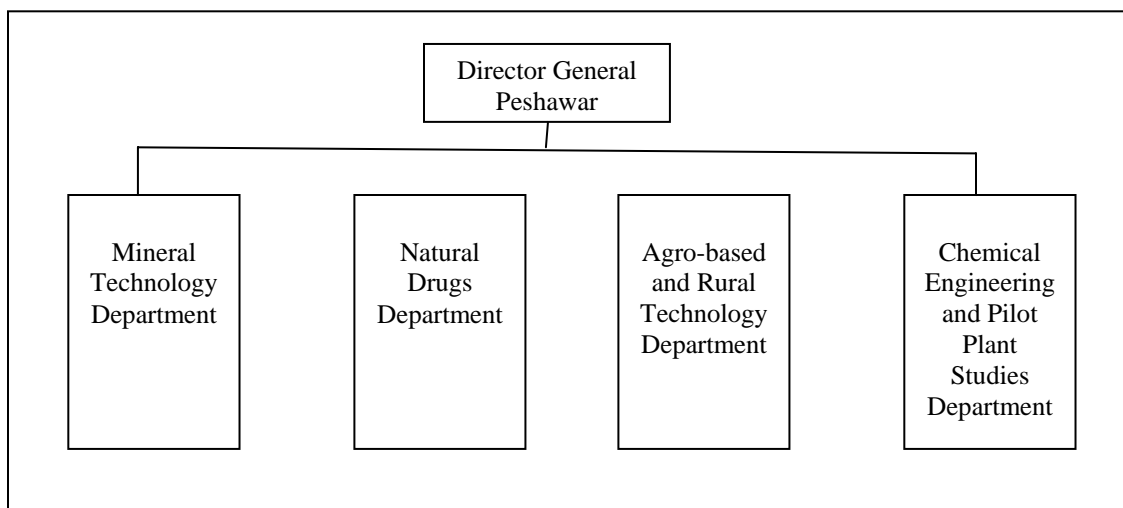 Director General
Peshawar
Mineral
Technology
Department
Natural
Drugs
Department
Agro-based
and Rural
Technology
Department
Chemical
Engineering
and Pilot
Plant
Studies
Department